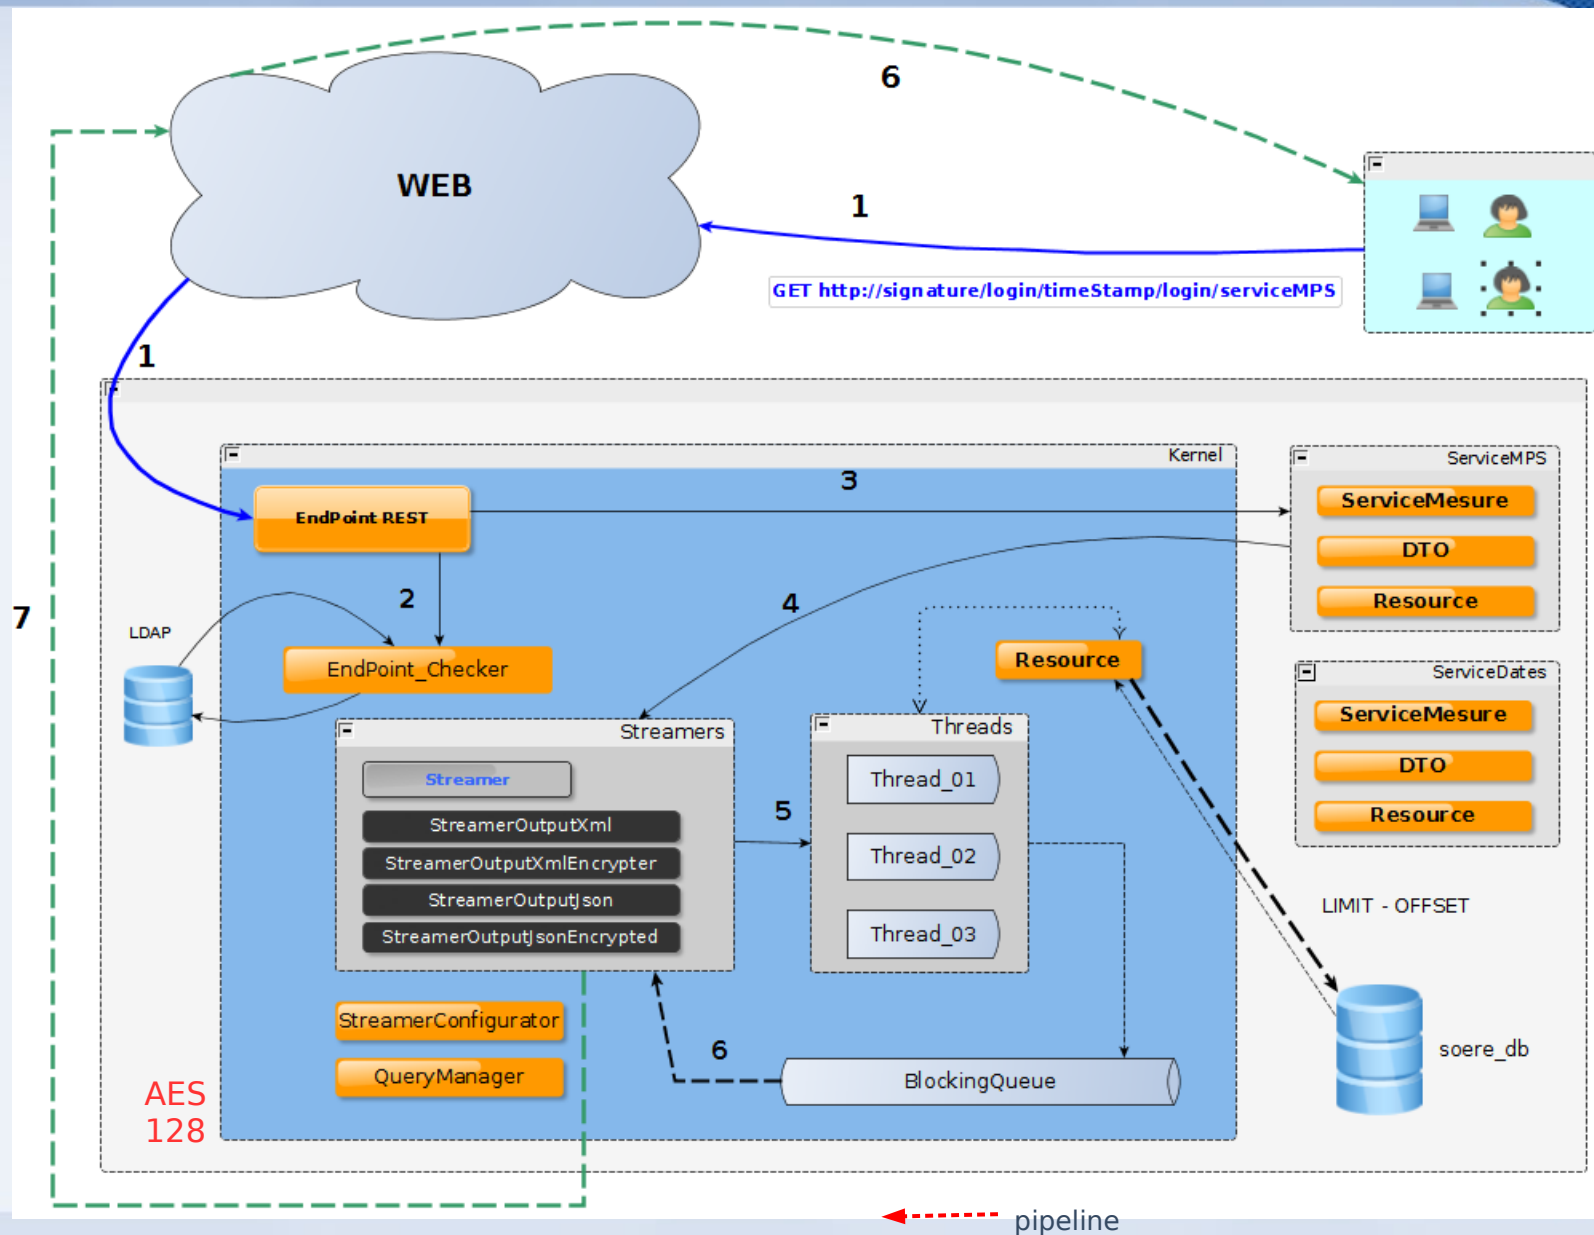 6
WEB
1
GET http://signature/login/timeStamp/login/serviceMPS
1
Kernel
ServiceMPS
3
EndPoint REST
ServiceMesure
DTO
Resource
2
4
7
LDAP
EndPoint_Checker
Resource
ServiceDates
ServiceMesure
DTO
Resource
Streamers
Streamer
StreamerOutputXml
StreamerOutputXmlEncrypter
StreamerOutputJson
StreamerOutputJsonEncrypted
5
Threads
Thread_01
Thread_02
Thread_03
LIMIT - OFFSET
StreamerConfigurator
QueryManager
6
BlockingQueue
soere_db
AES
128
pipeline